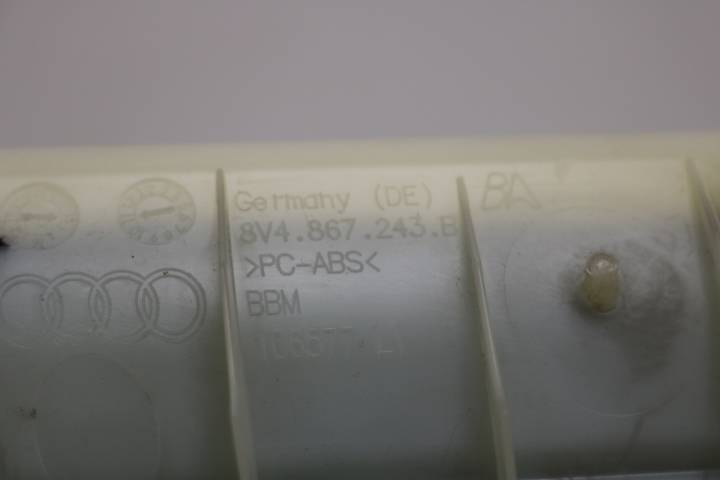 Germany (DE)
8V4.867.243.B
>PC-ABS<
BBM
BA